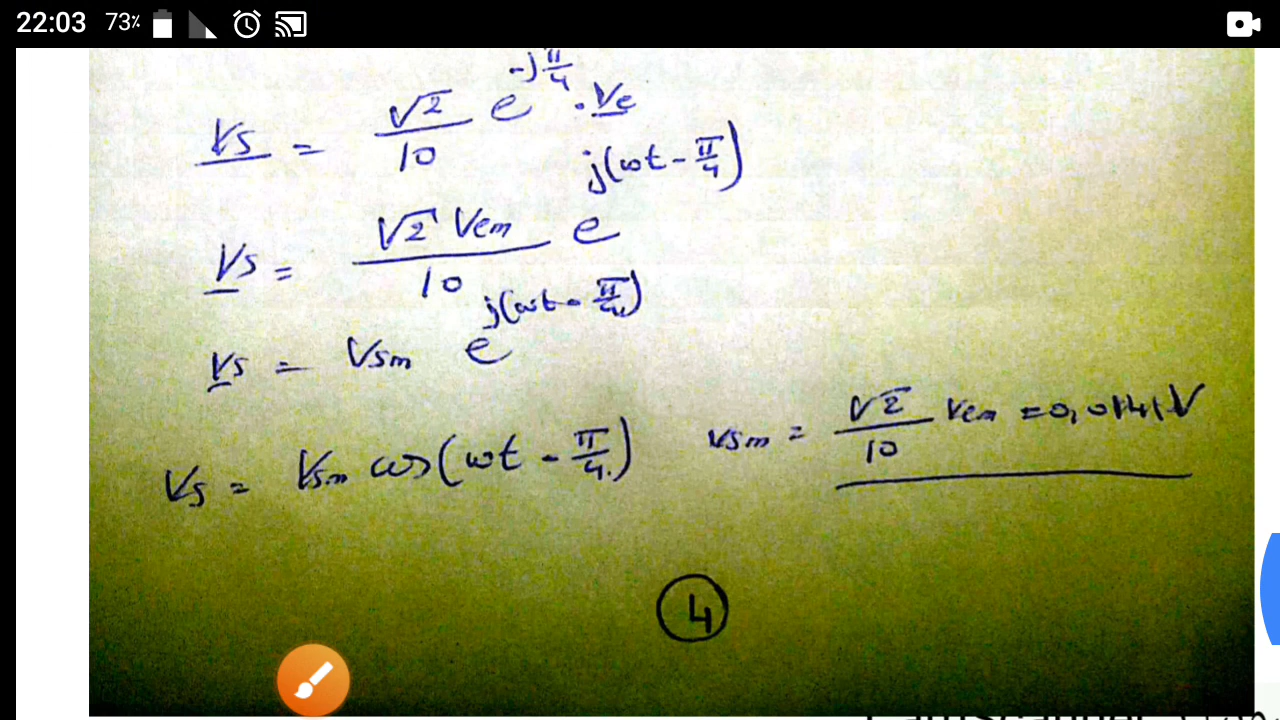 22:03 73%
Vs = √2/10 e^(-jπ/4) · Ve
Vs = √2 Vem/10 e^(j(ωt - π/4))
Vs = Vsm e^(j(ωt - π/4))
Vs = Vsm cos(ωt - π/4) Vsm = √2/10 Vem = 0,0141V
4